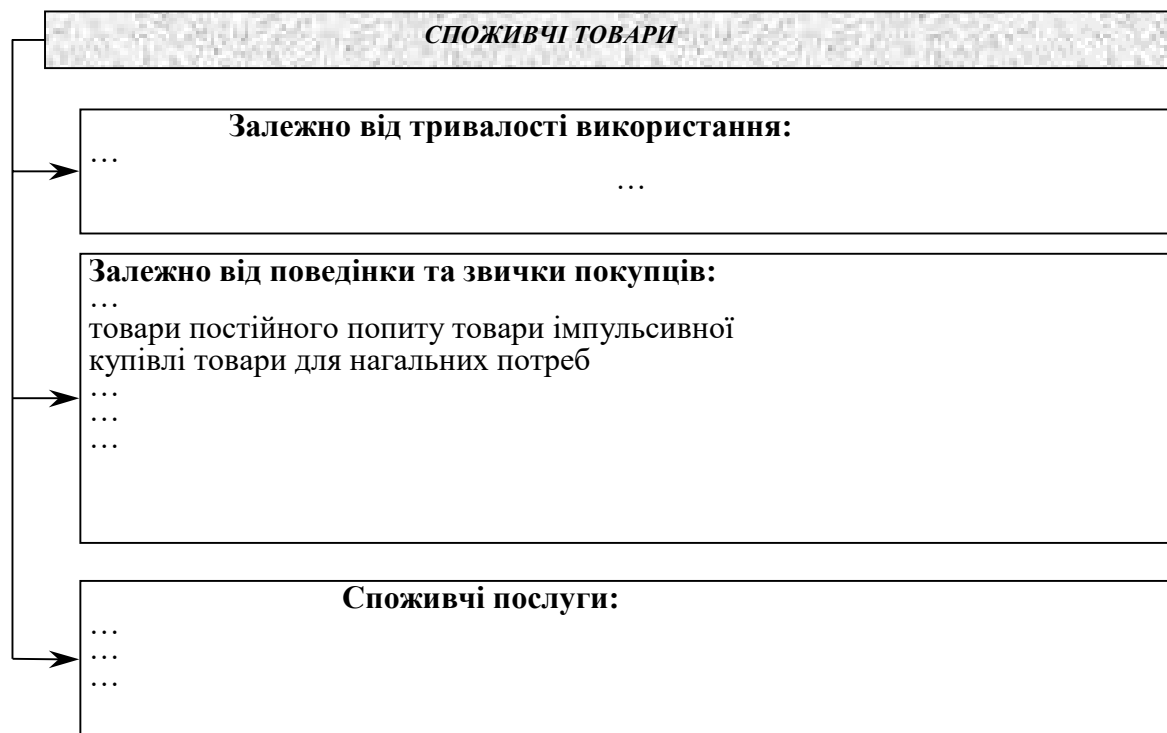 СПОЖИВЧІ ТОВАРИ
Залежно від тривалості використання:
…
…
Залежно від поведінки та звички покупців:
…
товари постійного попиту товари імпульсивної
купівлі товари для нагальних потреб
…
…
…
Споживчі послуги:
…
…
…